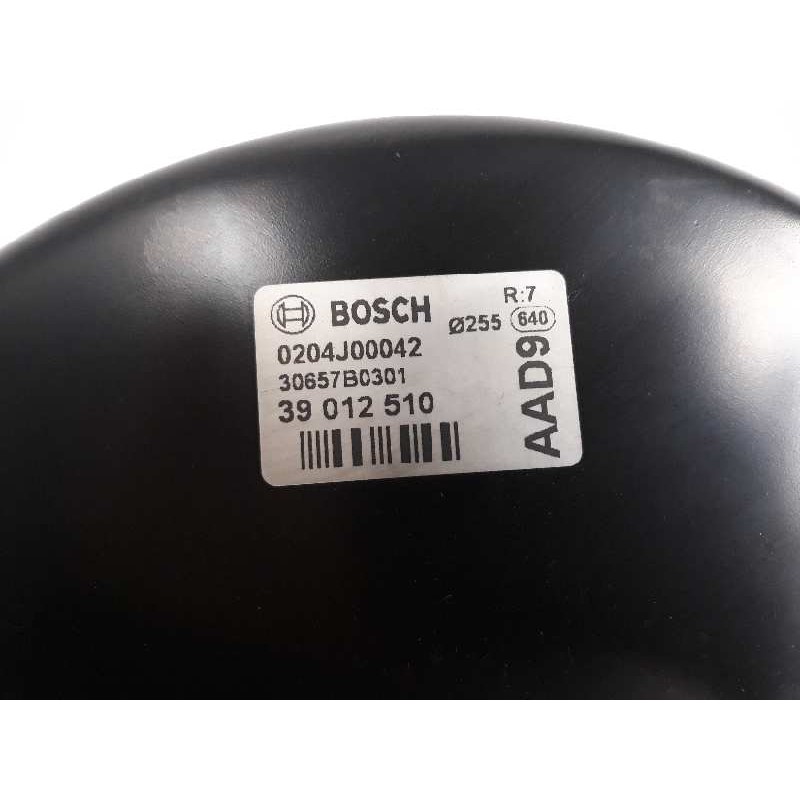 BOSCH Ø255
R:7
640
0204J00042
30657B0301
39 012 510
AAD9